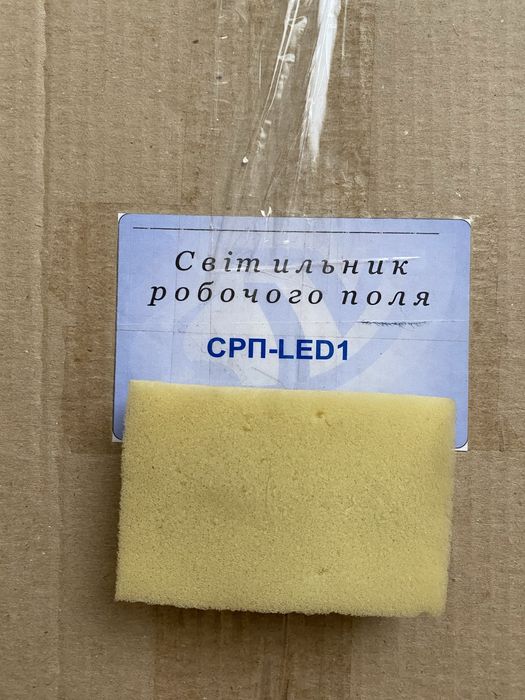 Світильник
робочого поля
СРП-LED1